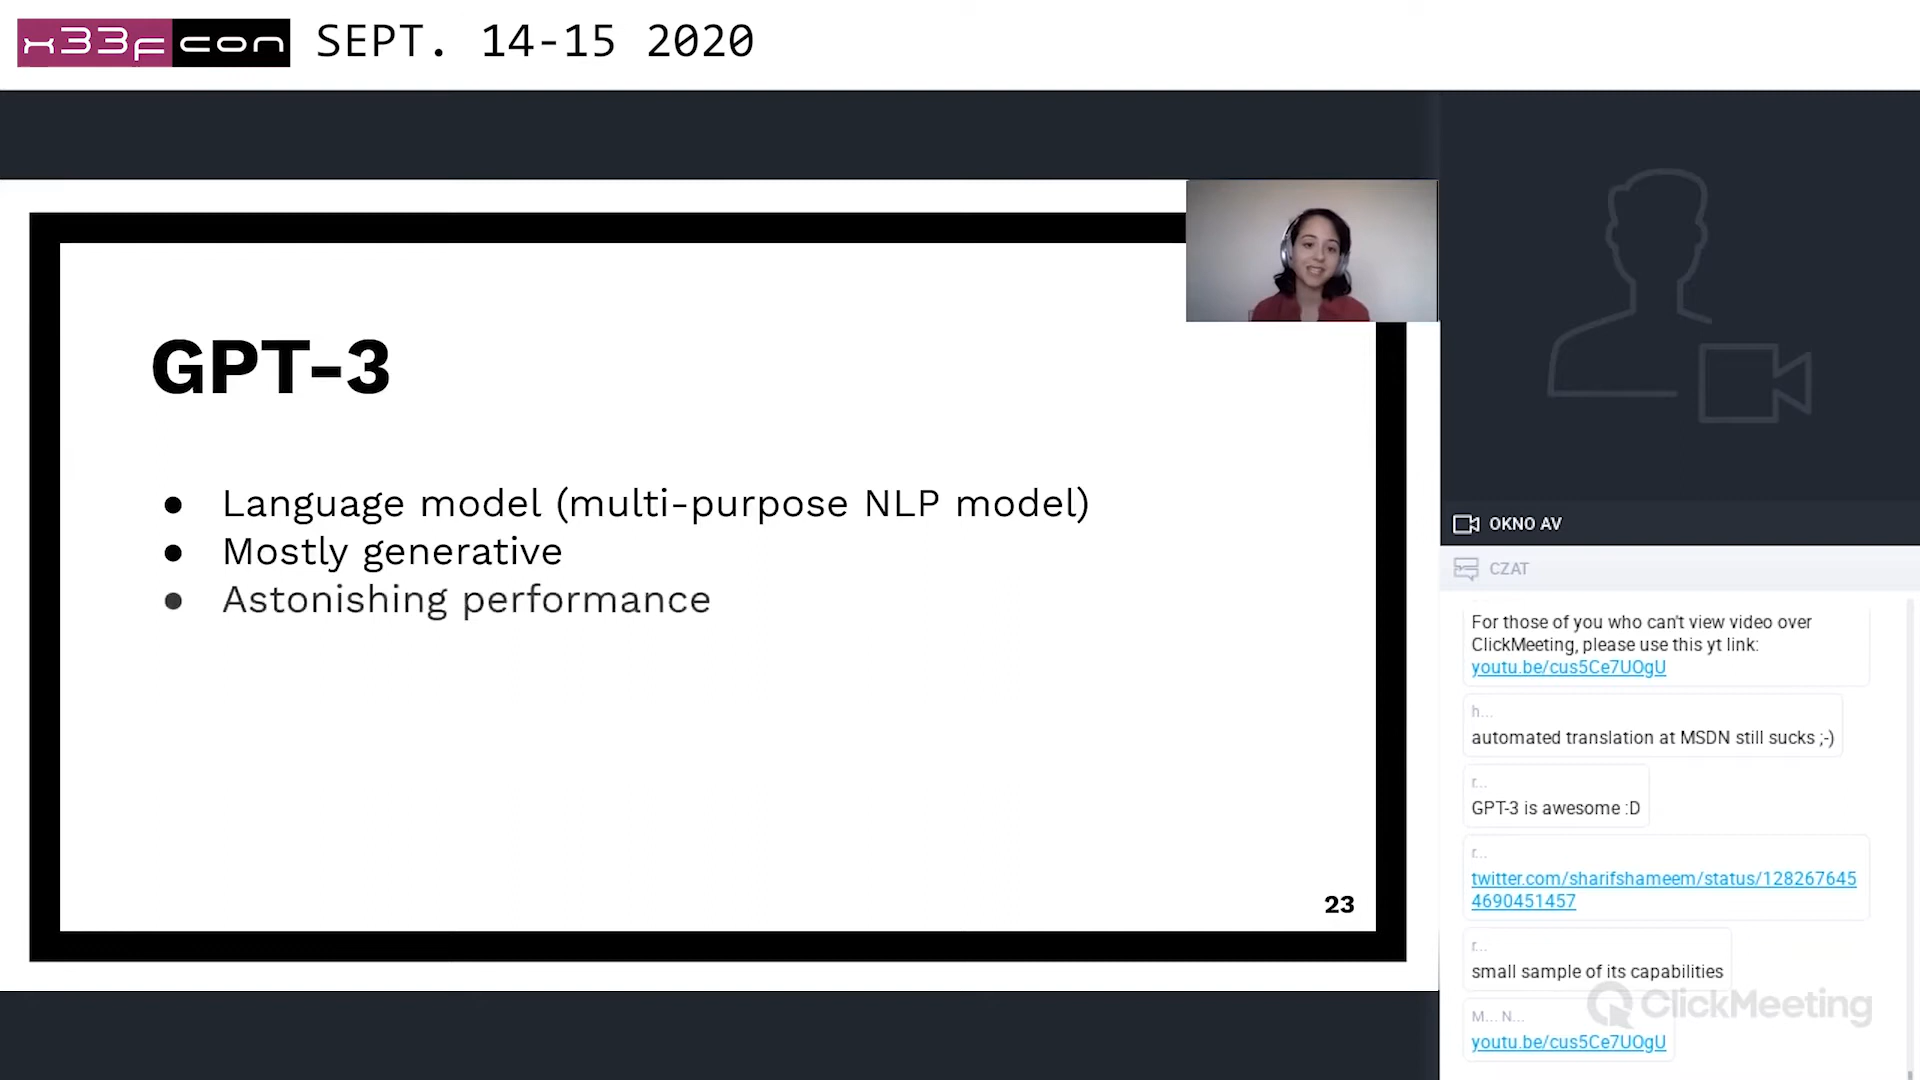 x33fcon SEPT. 14-15 2020
GPT-3
● Language model (multi-purpose NLP model)
● Mostly generative
● Astonishing performance
23
OKNO AV
CZAT
For those of you who can't view video over
ClickMeeting, please use this yt link:
youtu.be/cus5Ce7UOgU
h...
automated translation at MSDN still sucks ;-)
r...
GPT-3 is awesome :D
r...
twitter.com/sharifshameem/status/128267645
4690451457
r...
small sample of its capabilities
ClickMeeting
M... N...
youtu.be/cus5Ce7UOgU